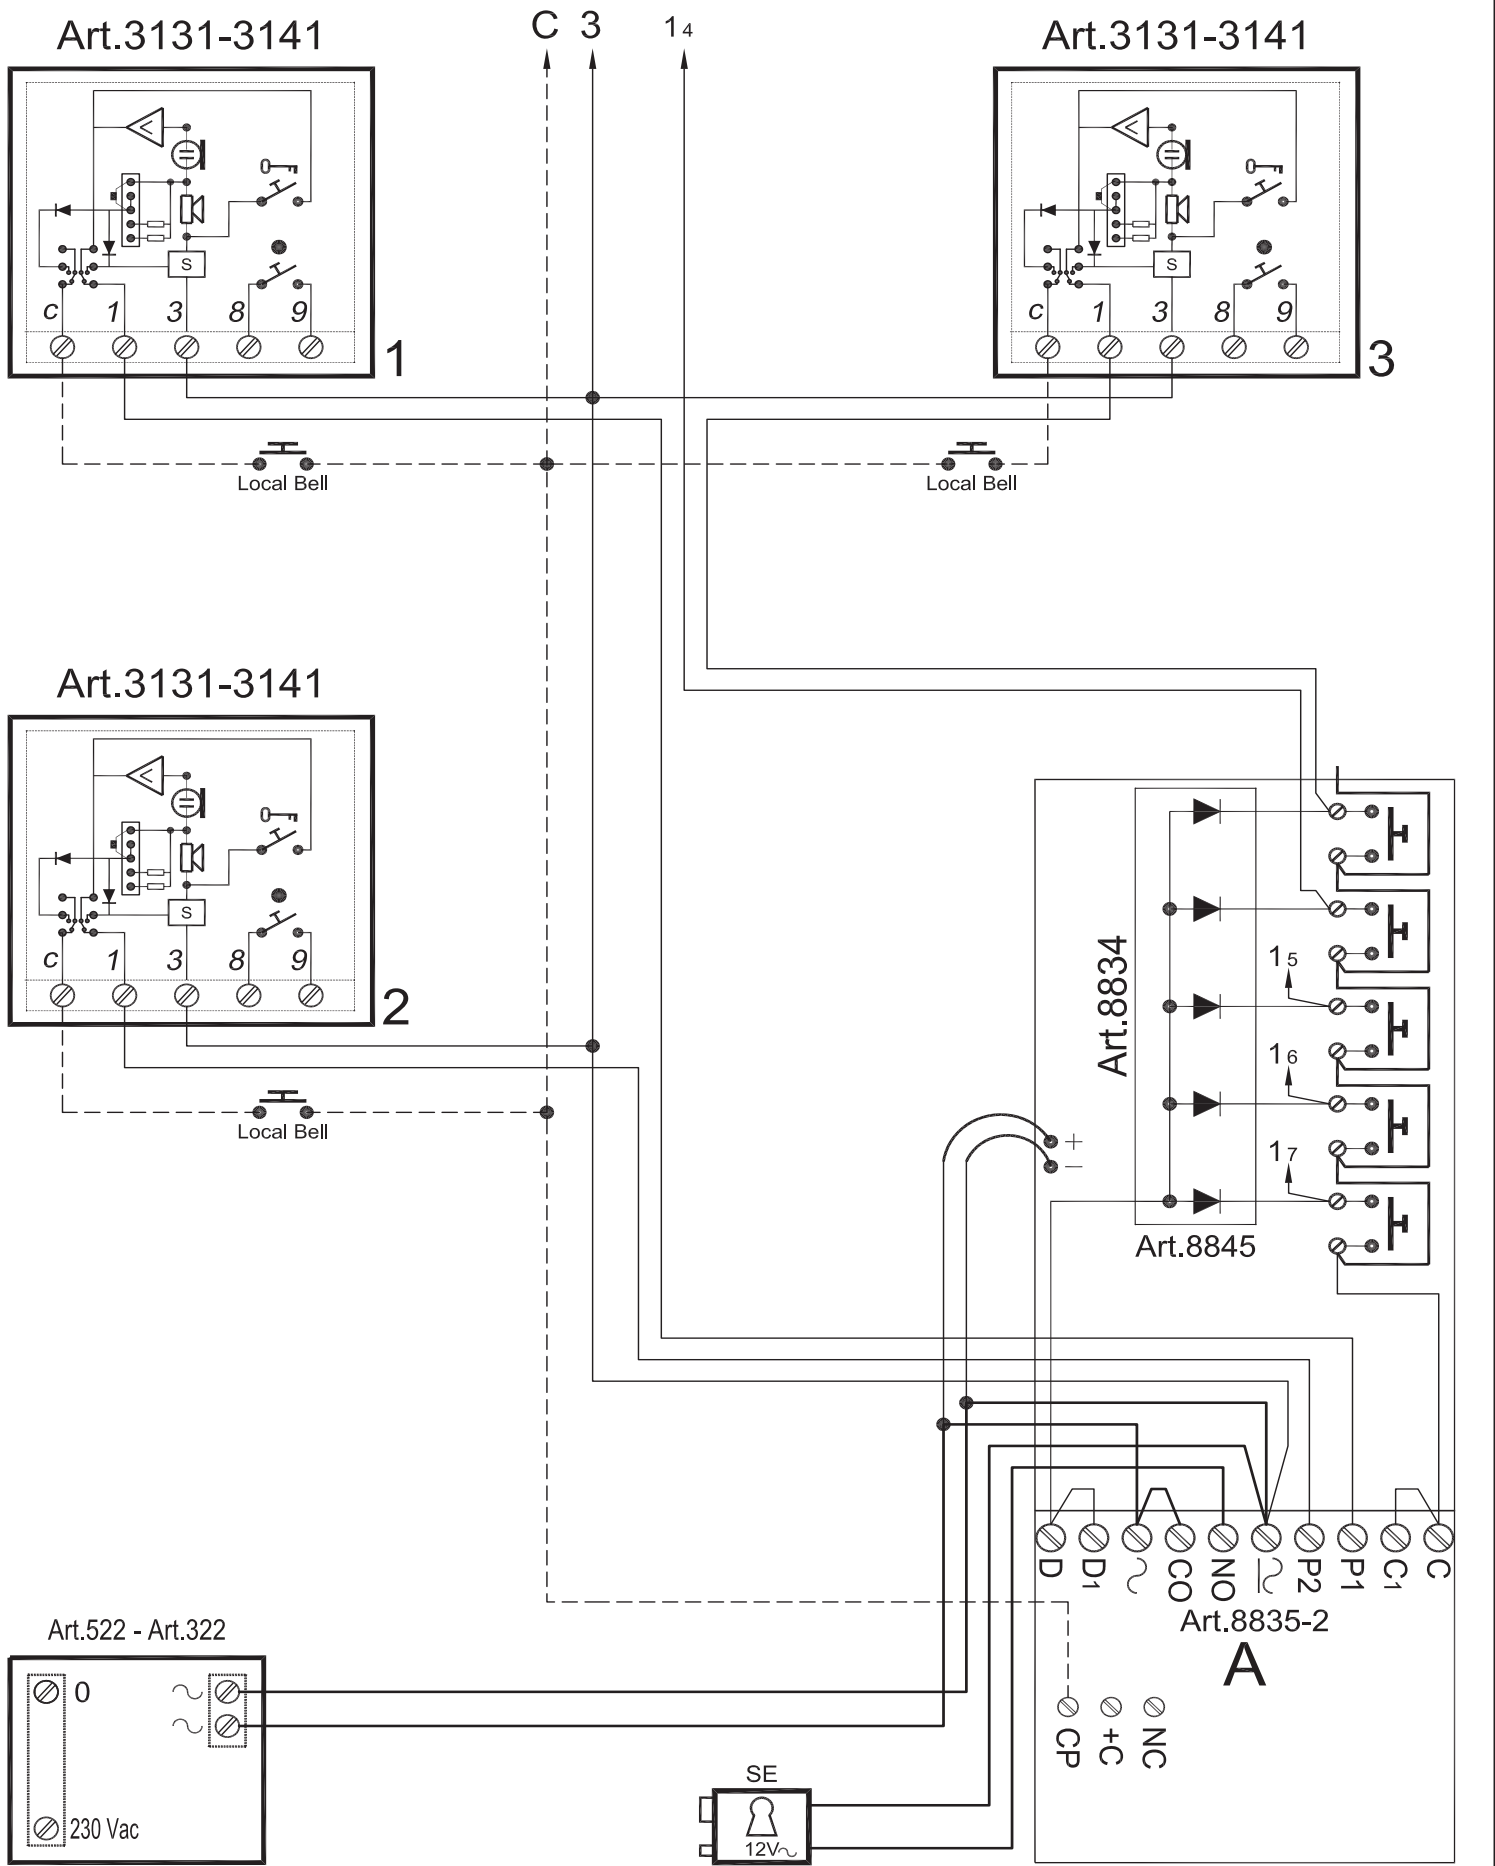 Art.3131-3141
C 3 14
Art.3131-3141
S
c 1 3 8 9
1
S
c 1 3 8 9
3
Local Bell
Local Bell
Art.3131-3141
S
c 1 3 8 9
2
Local Bell
Art.8834
15
16
17
+
–
Art.8845
D D1 ~ CO NO |~ P2 P1 C1 C
Art.8835-2
A
CP +C NC
Art.522 - Art.322
0 ~
~
230 Vac
SE
12V~